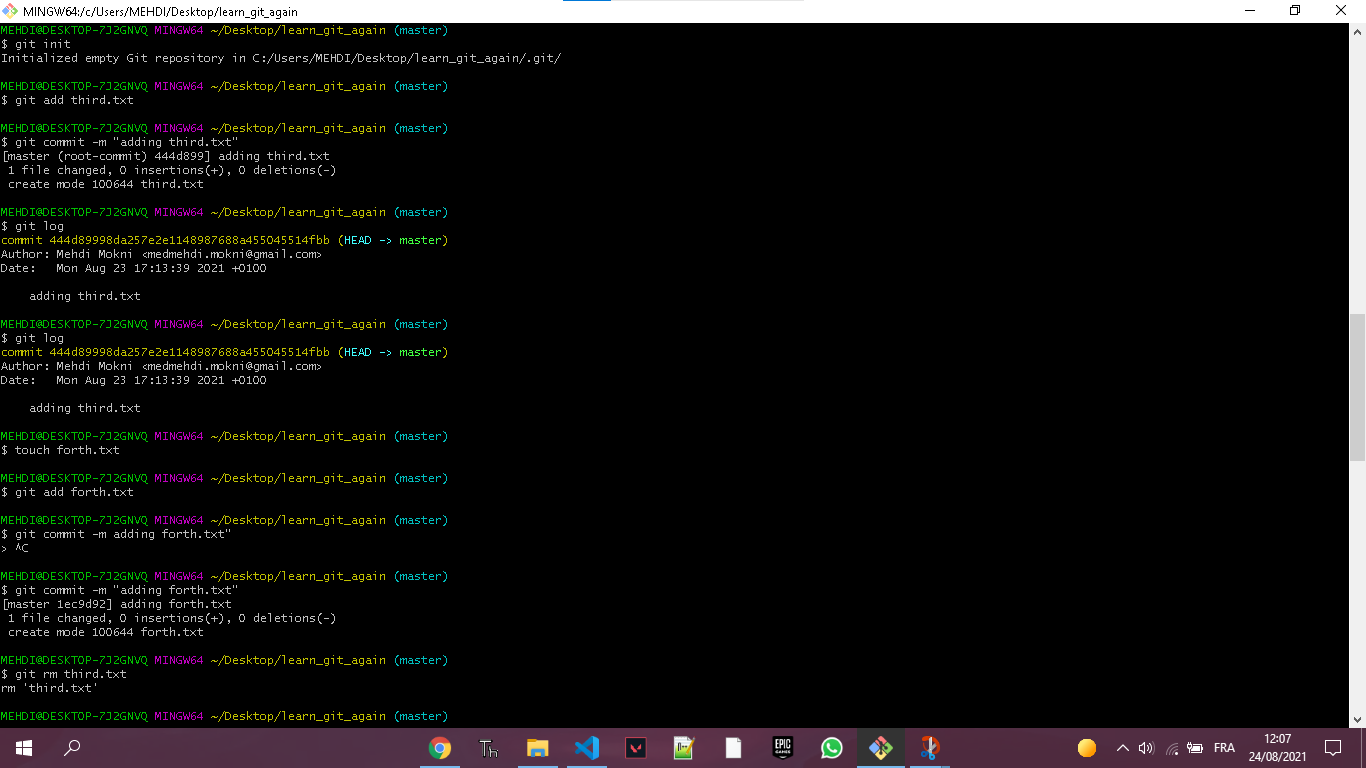 MINGW64:/c/Users/MEHDI/Desktop/learn_git_again
MEHDI@DESKTOP-7J2GNVQ MINGW64 ~/Desktop/learn_git_again (master)
$ git init
Initialized empty Git repository in C:/Users/MEHDI/Desktop/learn_git_again/.git/
MEHDI@DESKTOP-7J2GNVQ MINGW64 ~/Desktop/learn_git_again (master)
$ git add third.txt
MEHDI@DESKTOP-7J2GNVQ MINGW64 ~/Desktop/learn_git_again (master)
$ git commit -m "adding third.txt"
[master (root-commit) 444d899] adding third.txt
1 file changed, 0 insertions(+), 0 deletions(-)
create mode 100644 third.txt
MEHDI@DESKTOP-7J2GNVQ MINGW64 ~/Desktop/learn_git_again (master)
$ git log
commit 444d89998da257e2e1148987688a455045514fbb (HEAD -> master)
Author: Mehdi Mokni <medmehdi.mokni@gmail.com>
Date:   Mon Aug 23 17:13:39 2021 +0100
adding third.txt
MEHDI@DESKTOP-7J2GNVQ MINGW64 ~/Desktop/learn_git_again (master)
$ git log
commit 444d89998da257e2e1148987688a455045514fbb (HEAD -> master)
Author: Mehdi Mokni <medmehdi.mokni@gmail.com>
Date:   Mon Aug 23 17:13:39 2021 +0100
adding third.txt
MEHDI@DESKTOP-7J2GNVQ MINGW64 ~/Desktop/learn_git_again (master)
$ touch forth.txt
MEHDI@DESKTOP-7J2GNVQ MINGW64 ~/Desktop/learn_git_again (master)
$ git add forth.txt
MEHDI@DESKTOP-7J2GNVQ MINGW64 ~/Desktop/learn_git_again (master)
$ git commit -m adding forth.txt"
> ^C
MEHDI@DESKTOP-7J2GNVQ MINGW64 ~/Desktop/learn_git_again (master)
$ git commit -m "adding forth.txt"
[master 1ec9d92] adding forth.txt
1 file changed, 0 insertions(+), 0 deletions(-)
create mode 100644 forth.txt
MEHDI@DESKTOP-7J2GNVQ MINGW64 ~/Desktop/learn_git_again (master)
$ git rm third.txt
rm 'third.txt'
MEHDI@DESKTOP-7J2GNVQ MINGW64 ~/Desktop/learn_git_again (master)
Th
EPIC
GAMES
FRA
12:07
24/08/2021